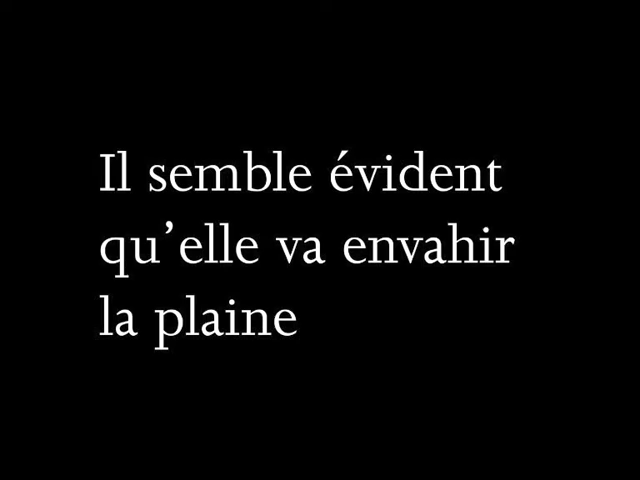 Il semble évident
qu’elle va envahir
la plaine